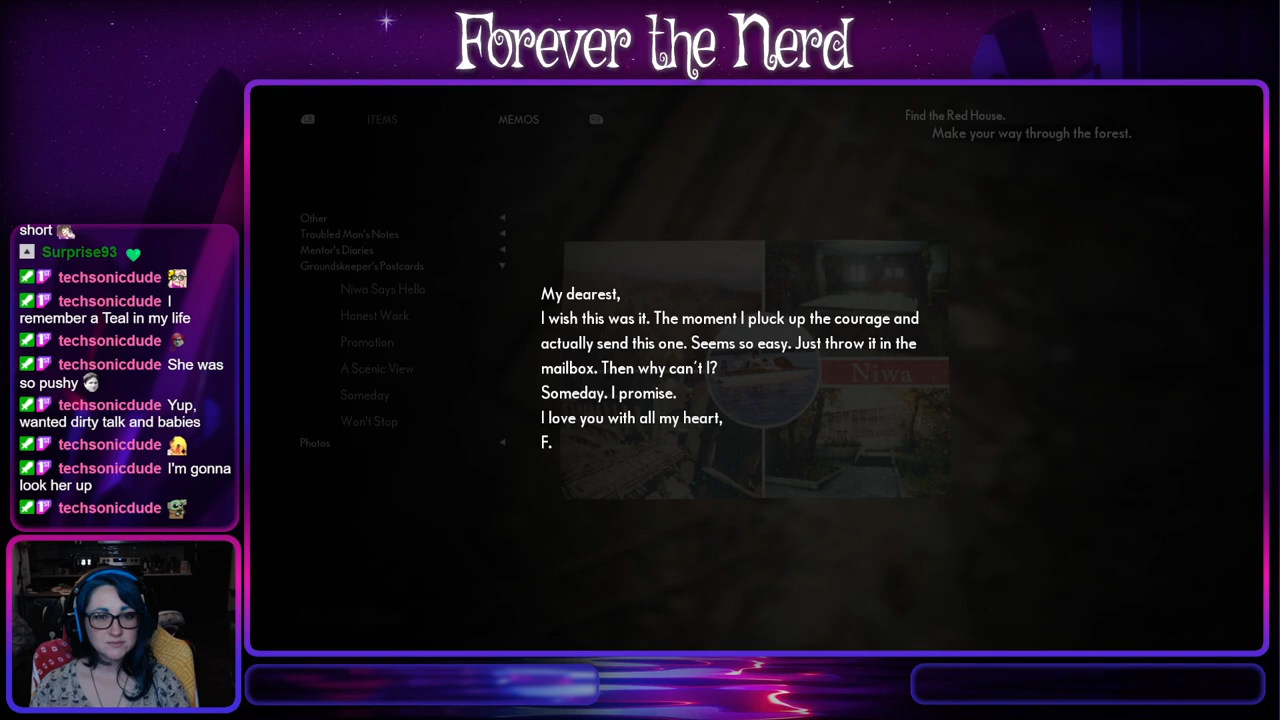 Forever the Nerd
ITEMS
MEMOS
Find the Red House.
Make your way through the forest.
Other
Troubled Man's Notes
Mentor's Diaries
Groundskeeper's Postcards
Niwa Says Hello
Honest Work
Promotion
A Scenic View
Someday
Won't Stop
Photos
My dearest,
I wish this was it. The moment I pluck up the courage and
actually send this one. Seems so easy. Just throw it in the
mailbox. Then why can't I?
Someday. I promise.
I love you with all my heart,
F.
Niwa
short
Surprise93
techsonicdude
techsonicdude I
remember a Teal in my life
techsonicdude
techsonicdude She was
so pushy
techsonicdude Yup,
wanted dirty talk and babies
techsonicdude
techsonicdude I'm gonna
look her up
techsonicdude